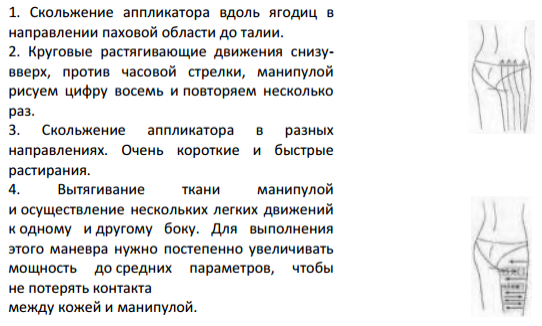 1. Скольжение аппликатора вдоль ягодиц в
направлении паховой области до талии.
2. Круговые растягивающие движения снизу-
вверх, против часовой стрелки, манипулой
рисуем цифру восемь и повторяем несколько
раз.
3. Скольжение аппликатора в разных
направлениях. Очень короткие и быстрые
растирания.
4. Вытягивание ткани манипулой
и осуществление нескольких легких движений
к одному и другому боку. Для выполнения
этого маневра нужно постепенно увеличивать
мощность до средних параметров, чтобы
не потерять контакта
между кожей и манипулой.